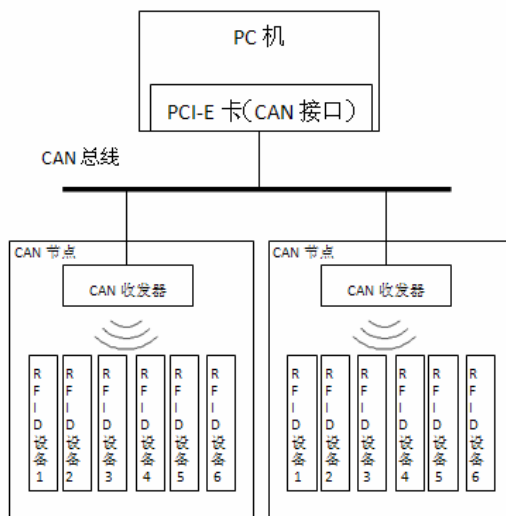 PC 机
PCI-E 卡(CAN 接口)
CAN 总线
CAN 节点
CAN 收发器
RFID设备1
RFID设备2
RFID设备3
RFID设备4
RFID设备5
RFID设备6
CAN 节点
CAN 收发器
RFID设备1
RFID设备2
RFID设备3
RFID设备4
RFID设备5
RFID设备6